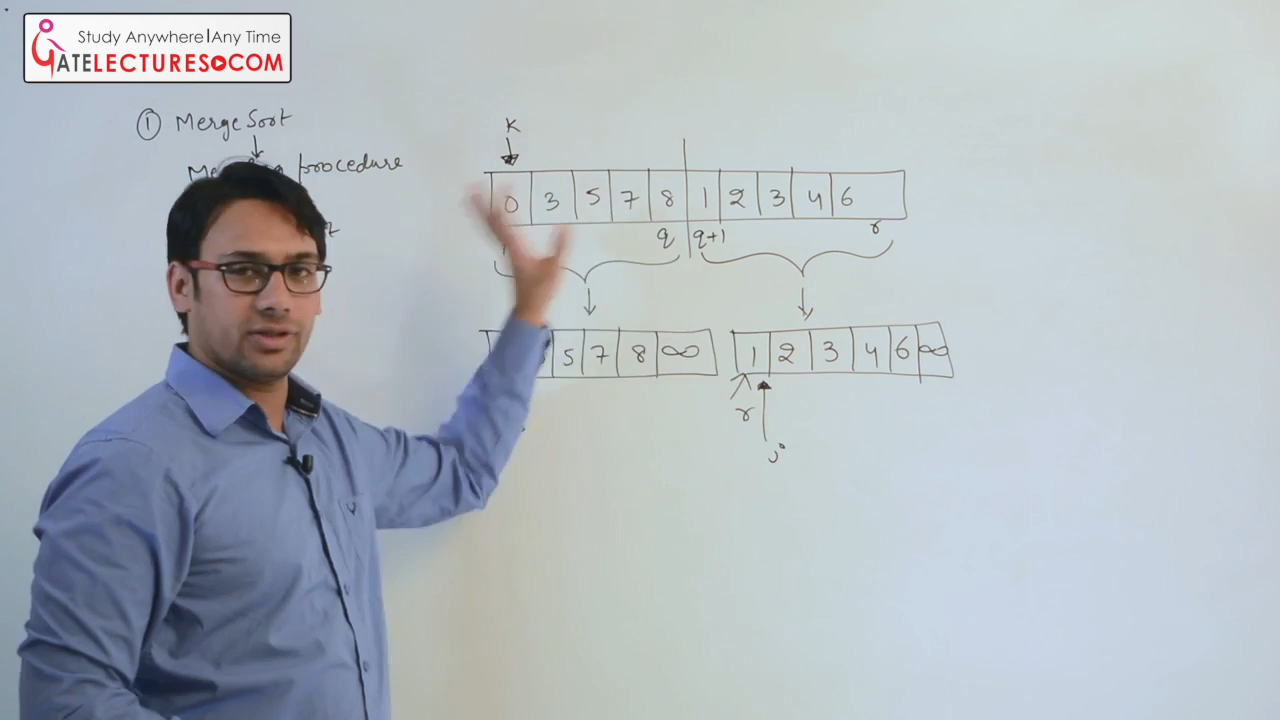 Study Anywhere|Any Time
GATELECTURES.COM
① Merge Sort
procedure
K
0 3 5 7 8 1 2 3 4 6
q q+1 r
5 7 8 ∞ 1 2 3 4 6 ∞
r
j